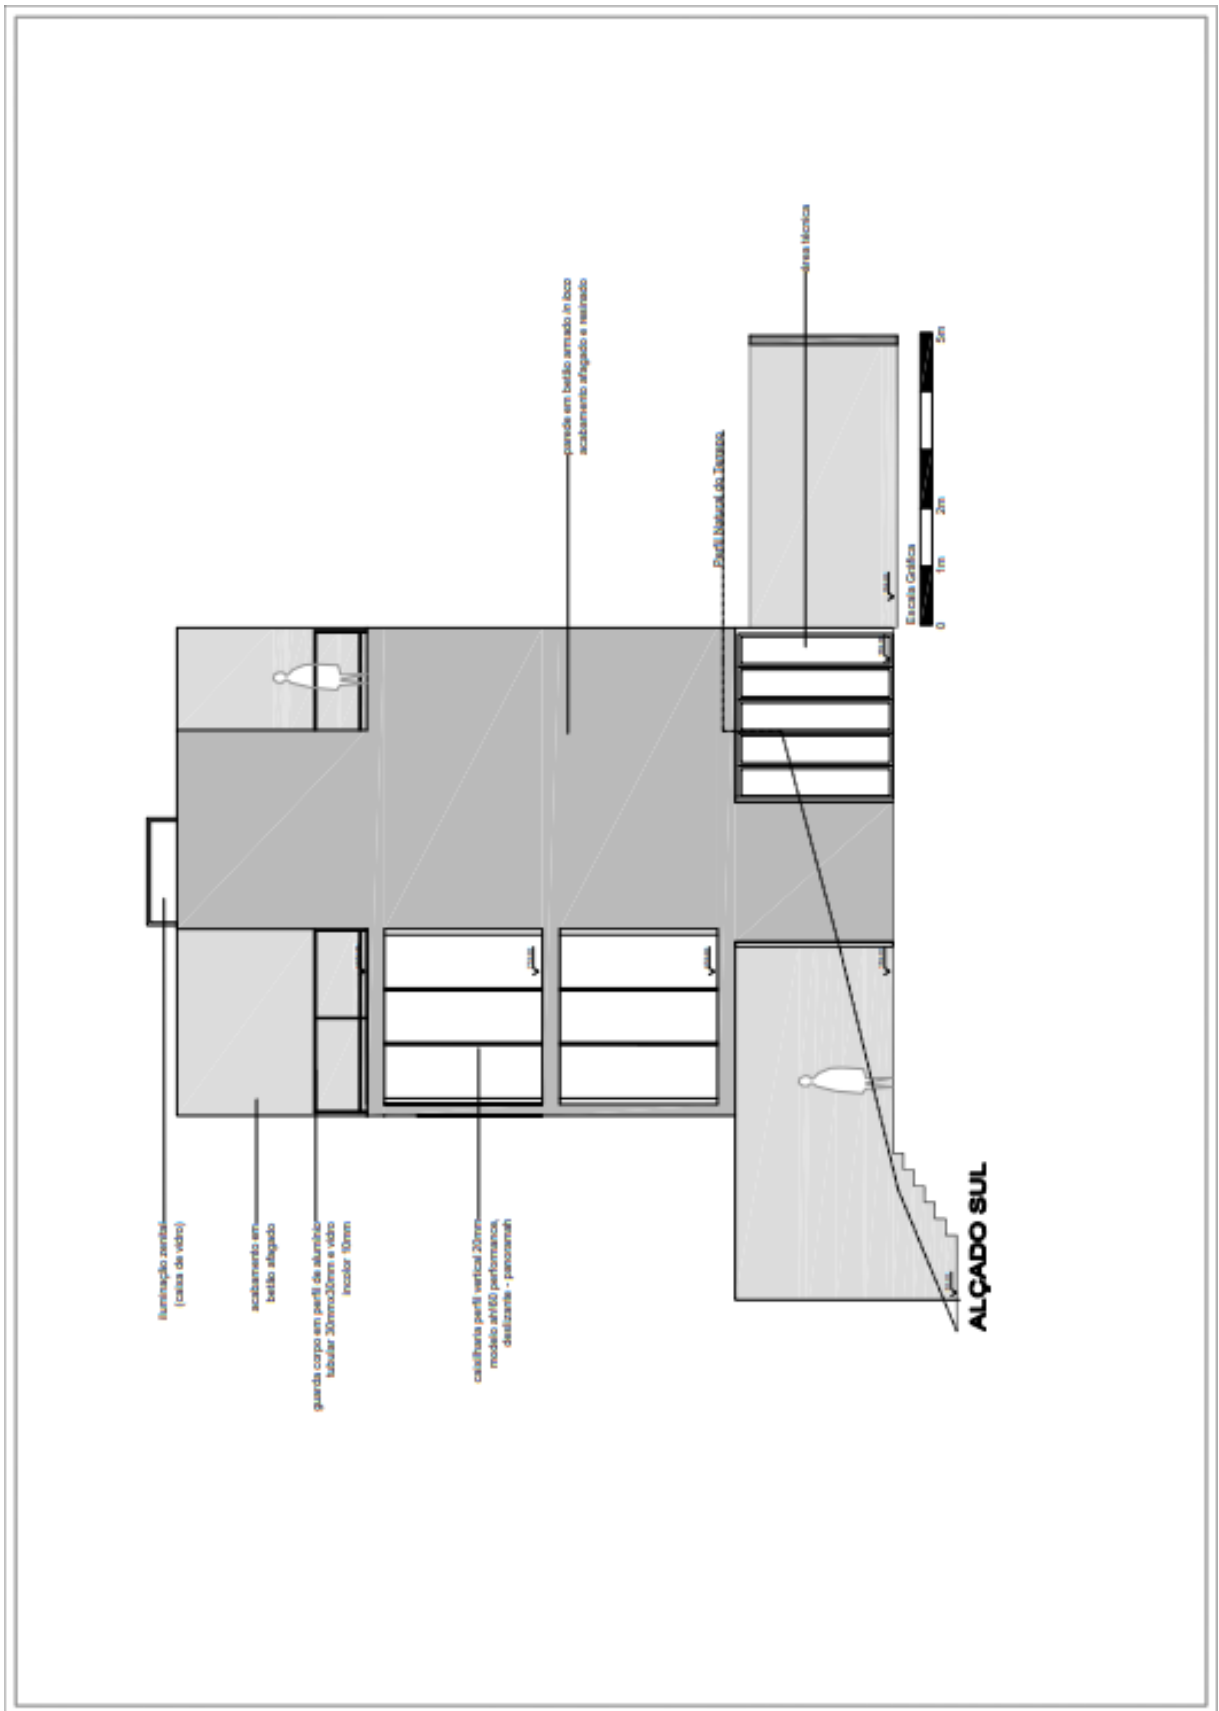 iluminação zenital
(caixa de vidro)
acabamento em
betão afagado
guarda corpo em perfil de alumínio
tubular 30mmx30mm e vidro
incolor 10mm
caixilharia perfil vertical 20mm,
modelo ah!60 performance,
deslizante - panoramah
parede em betão armado in loco
acabamento afagado e resinado
Perfil Natural do Terreno
área técnica
Escala Gráfica
0 1m 2m 5m
ALÇADO SUL